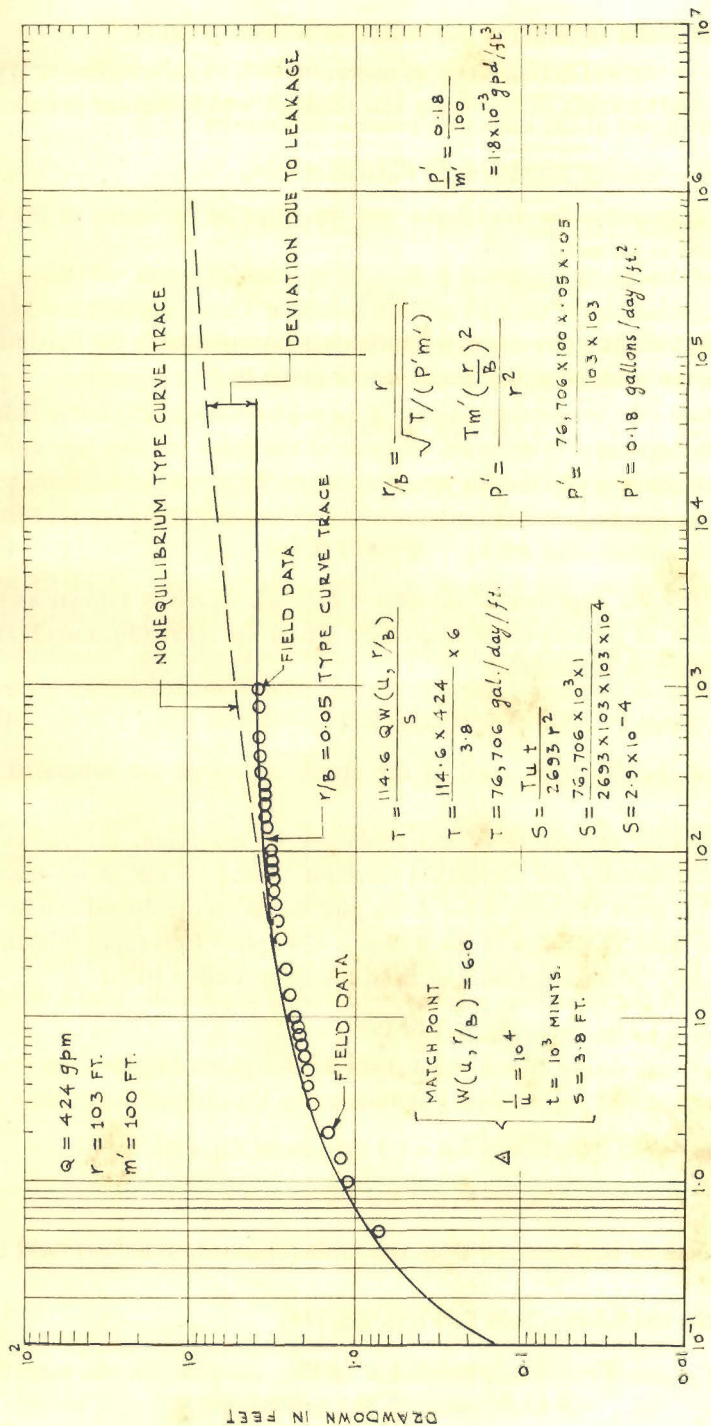 DRAWDOWN IN FEET
10²
10
1.0
0.1
0.01
10⁻¹
1.0
10
10²
10³
10⁴
10⁵
10⁶
10⁷
Q = 424 gpm
r = 103 FT.
m' = 100 FT.
NONEQUILIBRIUM TYPE CURVE TRACE
DEVIATION DUE TO LEAKAGE
FIELD DATA
r/B = 0.05 TYPE CURVE TRACE
FIELD DATA
MATCH POINT
W(u, r/B) = 6.0
1/u = 10⁴
t = 10³ MINTS.
S = 3.8 FT.
T = 114.6 QW(u, r/B) / S
T = 114.6 x 424 / 3.8 x 6
T = 76,706 gal./day/ft.
S = Tut / 2693 r²
S = 76,706 x 10³ x 1 / 2693 x 103 x 103 x 10⁴
S = 2.9 x 10⁻⁴
r/B = r / √T/(P'm')
P' = Tm'(r/B)² / r²
P' = 76,706 x 100 x .05 x .05 / 103 x 103
P' = 0.18 gallons/day/ft²
P'/m' = 0.18/100
= 1.8 x 10⁻³ gpd/ft³